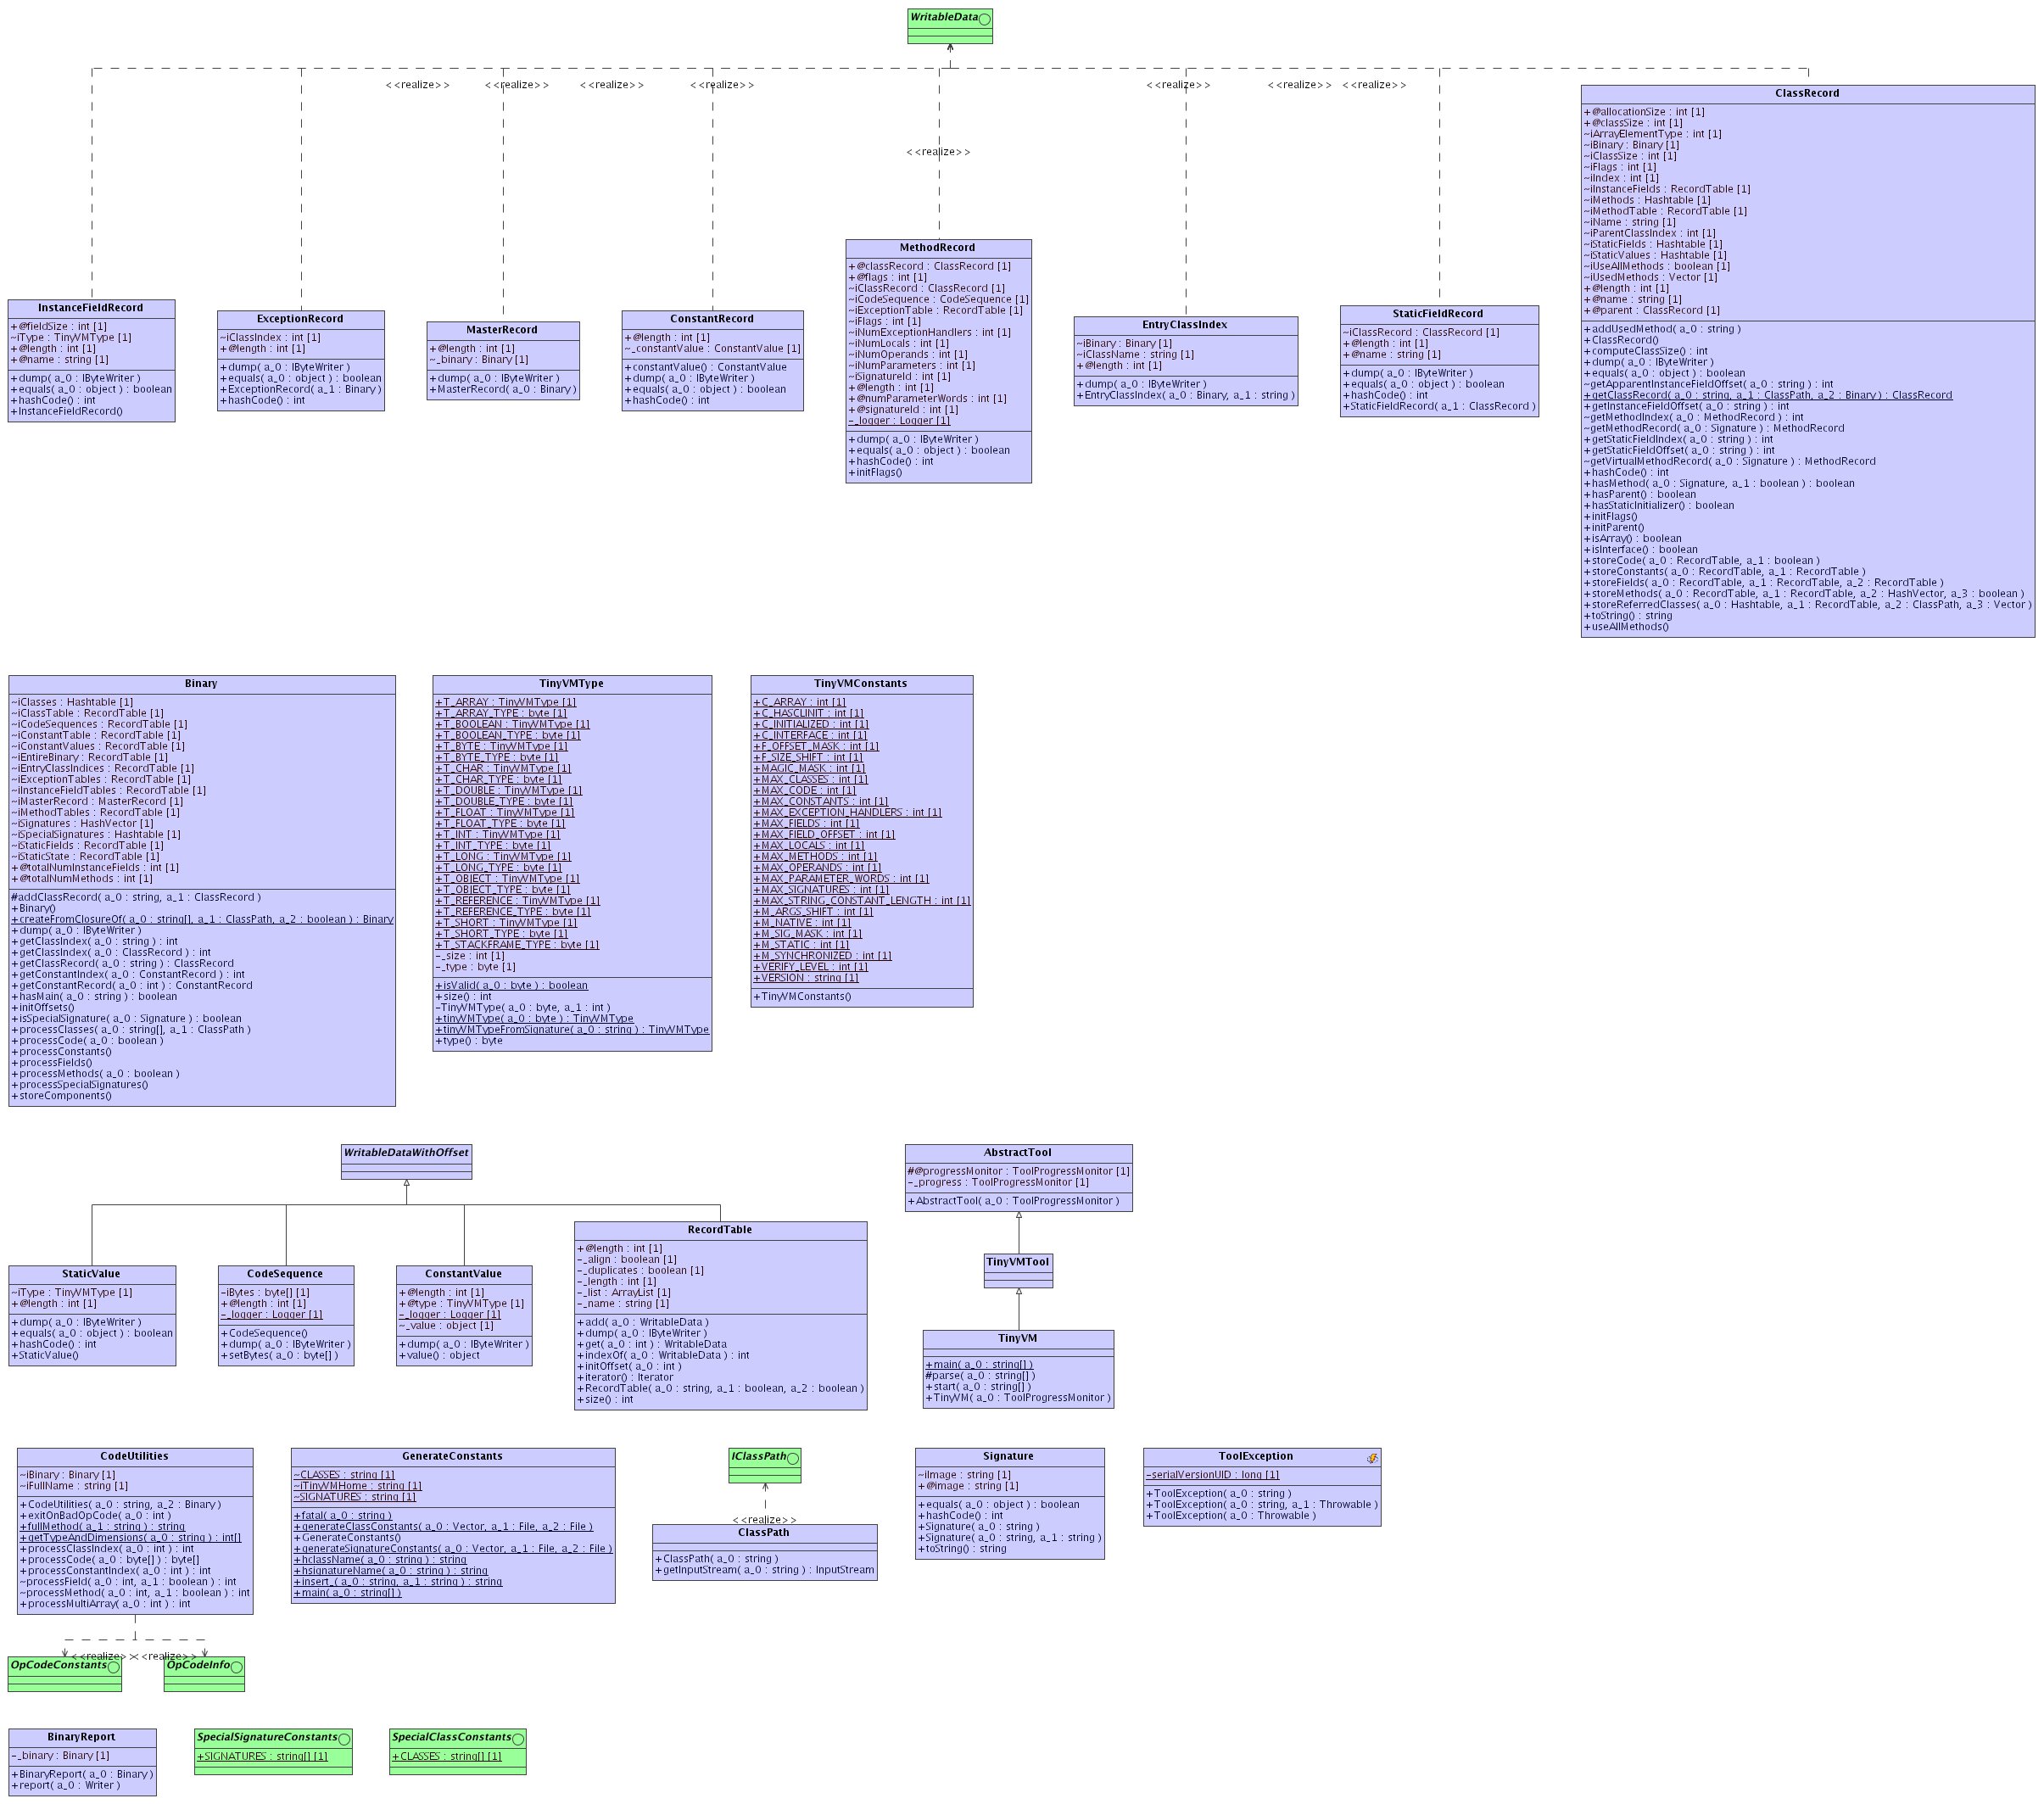 WritableData
<<realize>> <<realize>> <<realize>> <<realize>> <<realize>> <<realize>> <<realize>>
<<realize>>
ClassRecord
+@allocationSize : int [1]
+@classSize : int [1]
~iArrayElementType : int [1]
~iBinary : Binary [1]
~iClassSize : int [1]
~iFlags : int [1]
~iIndex : int [1]
~iInstanceFields : RecordTable [1]
~iMethods : Hashtable [1]
~iMethodTable : RecordTable [1]
~iName : string [1]
~iParentClassIndex : int [1]
~iStaticFields : Hashtable [1]
~iStaticValues : Hashtable [1]
~iUseAllMethods : boolean [1]
~iUsedMethods : Vector [1]
+@length : int [1]
+@name : string [1]
+@parent : ClassRecord [1]
+addUsedMethod( a_0 : string )
+ClassRecord()
+computeClassSize() : int
+dump( a_0 : IByteWriter )
+equals( a_0 : object ) : boolean
~getApparentInstanceFieldOffset( a_0 : string ) : int
+getClassRecord( a_0 : string, a_1 : ClassPath, a_2 : Binary ) : ClassRecord
+getInstanceFieldOffset( a_0 : string ) : int
~getMethodIndex( a_0 : MethodRecord ) : int
~getMethodRecord( a_0 : Signature ) : MethodRecord
+getStaticFieldIndex( a_0 : string ) : int
+getStaticFieldOffset( a_0 : string ) : int
~getVirtualMethodRecord( a_0 : Signature ) : MethodRecord
+hashCode() : int
+hasMethod( a_0 : Signature, a_1 : boolean ) : boolean
+hasParent() : boolean
+hasStaticInitializer() : boolean
+initFlags()
+initParent()
+isArray() : boolean
+isInterface() : boolean
+storeCode( a_0 : RecordTable, a_1 : boolean )
+storeConstants( a_0 : RecordTable, a_1 : RecordTable )
+storeFields( a_0 : RecordTable, a_1 : RecordTable, a_2 : RecordTable )
+storeMethods( a_0 : RecordTable, a_1 : RecordTable, a_2 : HashVector, a_3 : boolean )
+storeReferredClasses( a_0 : Hashtable, a_1 : RecordTable, a_2 : ClassPath, a_3 : Vector )
+toString() : string
+useAllMethods()
InstanceFieldRecord
+@fieldSize : int [1]
~iType : TinyVMType [1]
+@length : int [1]
+@name : string [1]
+dump( a_0 : IByteWriter )
+equals( a_0 : object ) : boolean
+hashCode() : int
+InstanceFieldRecord()
ExceptionRecord
~iClassIndex : int [1]
+@length : int [1]
+dump( a_0 : IByteWriter )
+equals( a_0 : object ) : boolean
+ExceptionRecord( a_1 : Binary )
+hashCode() : int
MasterRecord
+@length : int [1]
~_binary : Binary [1]
+dump( a_0 : IByteWriter )
+MasterRecord( a_0 : Binary )
ConstantRecord
+@length : int [1]
~_constantValue : ConstantValue [1]
+constantValue() : ConstantValue
+dump( a_0 : IByteWriter )
+equals( a_0 : object ) : boolean
+hashCode() : int
MethodRecord
+@classRecord : ClassRecord [1]
+@flags : int [1]
~iClassRecord : ClassRecord [1]
~iCodeSequence : CodeSequence [1]
~iExceptionTable : RecordTable [1]
~iFlags : int [1]
~iNumExceptionHandlers : int [1]
~iNumLocals : int [1]
~iNumOperands : int [1]
~iNumParameters : int [1]
~iSignatureId : int [1]
+@length : int [1]
+@numParameterWords : int [1]
+@signatureId : int [1]
-_logger : Logger [1]
+dump( a_0 : IByteWriter )
+equals( a_0 : object ) : boolean
+hashCode() : int
+initFlags()
EntryClassIndex
~iBinary : Binary [1]
~iClassName : string [1]
+@length : int [1]
+dump( a_0 : IByteWriter )
+EntryClassIndex( a_0 : Binary, a_1 : string )
StaticFieldRecord
~iClassRecord : ClassRecord [1]
+@length : int [1]
+@name : string [1]
+dump( a_0 : IByteWriter )
+equals( a_0 : object ) : boolean
+hashCode() : int
+StaticFieldRecord( a_1 : ClassRecord )
Binary
~iClasses : Hashtable [1]
~iClassTable : RecordTable [1]
~iCodeSequences : RecordTable [1]
~iConstantTable : RecordTable [1]
~iConstantValues : RecordTable [1]
~iEntireBinary : RecordTable [1]
~iEntryClassIndices : RecordTable [1]
~iExceptionTables : RecordTable [1]
~iInstanceFieldTables : RecordTable [1]
~iMasterRecord : MasterRecord [1]
~iMethodTables : RecordTable [1]
~iSignatures : HashVector [1]
~iSpecialSignatures : Hashtable [1]
~iStaticFields : RecordTable [1]
~iStaticState : RecordTable [1]
+@totalNumInstanceFields : int [1]
+@totalNumMethods : int [1]
#addClassRecord( a_0 : string, a_1 : ClassRecord )
+Binary()
+createFromClosureOf( a_0 : string[], a_1 : ClassPath, a_2 : boolean ) : Binary
+dump( a_0 : IByteWriter )
+getClassIndex( a_0 : string ) : int
+getClassIndex( a_0 : ClassRecord ) : int
+getClassRecord( a_0 : string ) : ClassRecord
+getConstantIndex( a_0 : ConstantRecord ) : int
+getConstantRecord( a_0 : int ) : ConstantRecord
+hasMain( a_0 : string ) : boolean
+initOffsets()
+isSpecialSignature( a_0 : Signature ) : boolean
+processClasses( a_0 : string[], a_1 : ClassPath )
+processCode( a_0 : boolean )
+processConstants()
+processFields()
+processMethods( a_0 : boolean )
+processSpecialSignatures()
+storeComponents()
TinyVMType
+T_ARRAY : TinyVMType [1]
+T_ARRAY_TYPE : byte [1]
+T_BOOLEAN : TinyVMType [1]
+T_BOOLEAN_TYPE : byte [1]
+T_BYTE : TinyVMType [1]
+T_BYTE_TYPE : byte [1]
+T_CHAR : TinyVMType [1]
+T_CHAR_TYPE : byte [1]
+T_DOUBLE : TinyVMType [1]
+T_DOUBLE_TYPE : byte [1]
+T_FLOAT : TinyVMType [1]
+T_FLOAT_TYPE : byte [1]
+T_INT : TinyVMType [1]
+T_INT_TYPE : byte [1]
+T_LONG : TinyVMType [1]
+T_LONG_TYPE : byte [1]
+T_OBJECT : TinyVMType [1]
+T_OBJECT_TYPE : byte [1]
+T_REFERENCE : TinyVMType [1]
+T_REFERENCE_TYPE : byte [1]
+T_SHORT : TinyVMType [1]
+T_SHORT_TYPE : byte [1]
+T_STACKFRAME_TYPE : byte [1]
-_size : int [1]
-_type : byte [1]
+isValid( a_0 : byte ) : boolean
+size() : int
-TinyVMType( a_0 : byte, a_1 : int )
+tinyVMType( a_0 : byte ) : TinyVMType
+tinyVMTypeFromSignature( a_0 : string ) : TinyVMType
+type() : byte
TinyVMConstants
+C_ARRAY : int [1]
+C_HASCLINIT : int [1]
+C_INITIALIZED : int [1]
+C_INTERFACE : int [1]
+F_OFFSET_MASK : int [1]
+F_SIZE_SHIFT : int [1]
+MAGIC_MASK : int [1]
+MAX_CLASSES : int [1]
+MAX_CODE : int [1]
+MAX_CONSTANTS : int [1]
+MAX_EXCEPTION_HANDLERS : int [1]
+MAX_FIELDS : int [1]
+MAX_FIELD_OFFSET : int [1]
+MAX_LOCALS : int [1]
+MAX_METHODS : int [1]
+MAX_OPERANDS : int [1]
+MAX_PARAMETER_WORDS : int [1]
+MAX_SIGNATURES : int [1]
+MAX_STRING_CONSTANT_LENGTH : int [1]
+M_ARGS_SHIFT : int [1]
+M_NATIVE : int [1]
+M_SIG_MASK : int [1]
+M_STATIC : int [1]
+M_SYNCHRONIZED : int [1]
+VERIFY_LEVEL : int [1]
+VERSION : string [1]
+TinyVMConstants()
WritableDataWithOffset
StaticValue
~iType : TinyVMType [1]
+@length : int [1]
+dump( a_0 : IByteWriter )
+equals( a_0 : object ) : boolean
+hashCode() : int
+StaticValue()
CodeSequence
-iBytes : byte[] [1]
+@length : int [1]
-_logger : Logger [1]
+CodeSequence()
+dump( a_0 : IByteWriter )
+setBytes( a_0 : byte[] )
ConstantValue
+@length : int [1]
+@type : TinyVMType [1]
-_logger : Logger [1]
~_value : object [1]
+dump( a_0 : IByteWriter )
+value() : object
RecordTable
+@length : int [1]
-_align : boolean [1]
-_duplicates : boolean [1]
-_length : int [1]
-_list : ArrayList [1]
-_name : string [1]
+add( a_0 : WritableData )
+dump( a_0 : IByteWriter )
+get( a_0 : int ) : WritableData
+indexOf( a_0 : WritableData ) : int
+initOffset( a_0 : int )
+iterator() : Iterator
+RecordTable( a_0 : string, a_1 : boolean, a_2 : boolean )
+size() : int
AbstractTool
#@progressMonitor : ToolProgressMonitor [1]
-_progress : ToolProgressMonitor [1]
+AbstractTool( a_0 : ToolProgressMonitor )
TinyVMTool
TinyVM
+main( a_0 : string[] )
#parse( a_0 : string[] )
+start( a_0 : string[] )
+TinyVM( a_0 : ToolProgressMonitor )
CodeUtilities
~iBinary : Binary [1]
~iFullName : string [1]
+CodeUtilities( a_0 : string, a_2 : Binary )
+exitOnBadOpCode( a_0 : int )
+fullMethod( a_1 : string ) : string
+getTypeAndDimensions( a_0 : string ) : int[]
+processClassIndex( a_0 : int ) : int
+processCode( a_0 : byte[] ) : byte[]
+processConstantIndex( a_0 : int ) : int
~processField( a_0 : int, a_1 : boolean ) : int
~processMethod( a_0 : int, a_1 : boolean ) : int
+processMultiArray( a_0 : int ) : int
GenerateConstants
~CLASSES : string [1]
~iTinyVMHome : string [1]
~SIGNATURES : string [1]
+fatal( a_0 : string )
+generateClassConstants( a_0 : Vector, a_1 : File, a_2 : File )
+GenerateConstants()
+generateSignatureConstants( a_0 : Vector, a_1 : File, a_2 : File )
+hclassName( a_0 : string ) : string
+hsignatureName( a_0 : string ) : string
+insert_( a_0 : string, a_1 : string ) : string
+main( a_0 : string[] )
IClassPath
<<realize>>
ClassPath
+ClassPath( a_0 : string )
+getInputStream( a_0 : string ) : InputStream
Signature
~iImage : string [1]
+@image : string [1]
+equals( a_0 : object ) : boolean
+hashCode() : int
+Signature( a_0 : string )
+Signature( a_0 : string, a_1 : string )
+toString() : string
ToolException
-serialVersionUID : long [1]
+ToolException( a_0 : string )
+ToolException( a_0 : string, a_1 : Throwable )
+ToolException( a_0 : Throwable )
<<realize>> <<realize>>
OpCodeConstants
OpCodeInfo
BinaryReport
-_binary : Binary [1]
+BinaryReport( a_0 : Binary )
+report( a_0 : Writer )
SpecialSignatureConstants
+SIGNATURES : string[] [1]
SpecialClassConstants
+CLASSES : string[] [1]